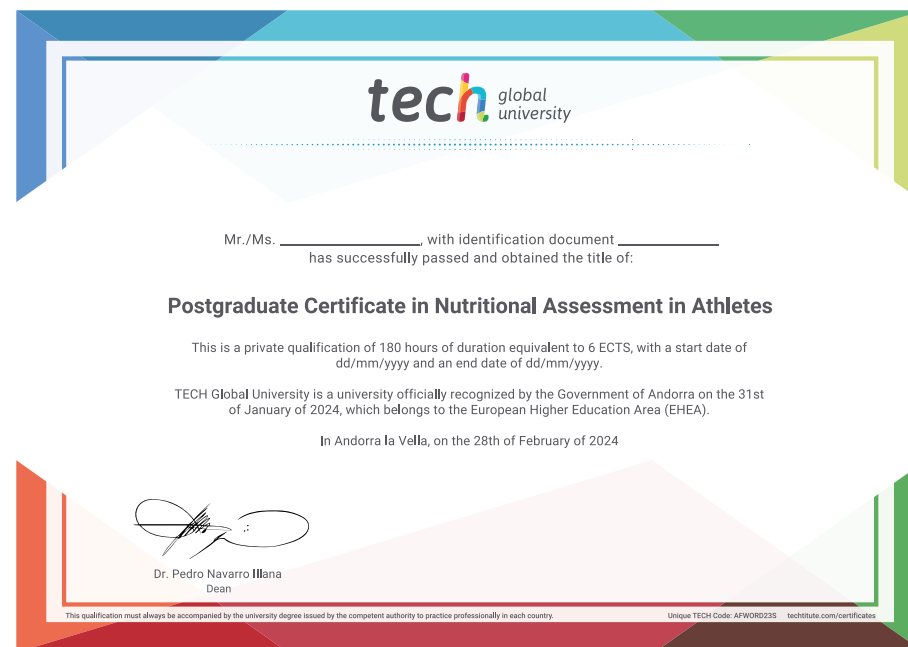 tech global university
Mr./Ms. ____________________, with identification document ______________
has successfully passed and obtained the title of:
Postgraduate Certificate in Nutritional Assessment in Athletes
This is a private qualification of 180 hours of duration equivalent to 6 ECTS, with a start date of
dd/mm/yyyy and an end date of dd/mm/yyyy.
TECH Global University is a university officially recognized by the Government of Andorra on the 31st
of January of 2024, which belongs to the European Higher Education Area (EHEA).
In Andorra la Vella, on the 28th of February of 2024
Dr. Pedro Navarro Illana
Dean
This qualification must always be accompanied by the university degree issued by the competent authority to practice professionally in each country.
Unique TECH Code: AFWORD23S techtitute.com/certificates